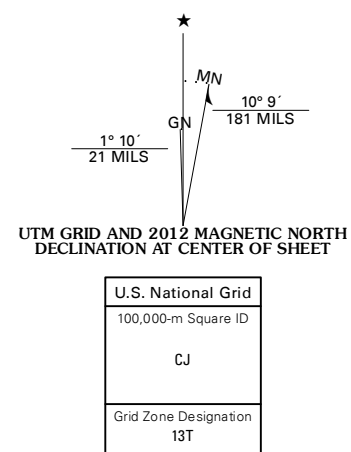 ★
MN
10° 9´
181 MILS
GN
1° 10´
21 MILS
UTM GRID AND 2012 MAGNETIC NORTH
DECLINATION AT CENTER OF SHEET
U.S. National Grid
100,000-m Square ID
CJ
Grid Zone Designation
13T